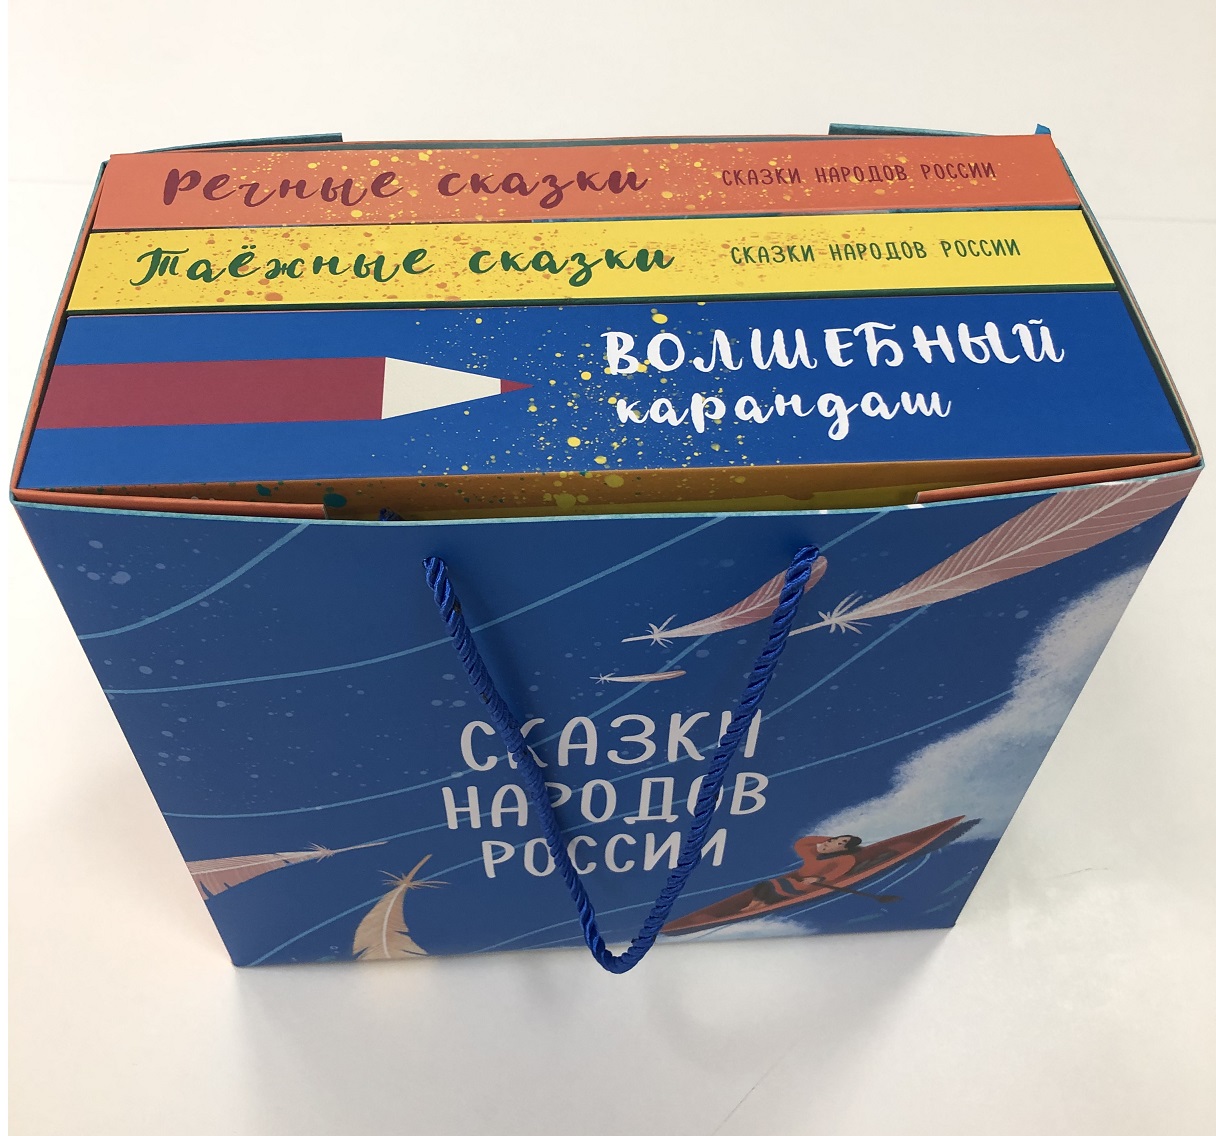 Речные сказки СКАЗКИ НАРОДОВ РОССИИ
Таёжные сказки СКАЗКИ НАРОДОВ РОССИИ
ВОЛШЕБНЫЙ
карандаш
СКАЗКИ
НАРОДОВ
РОССИИ